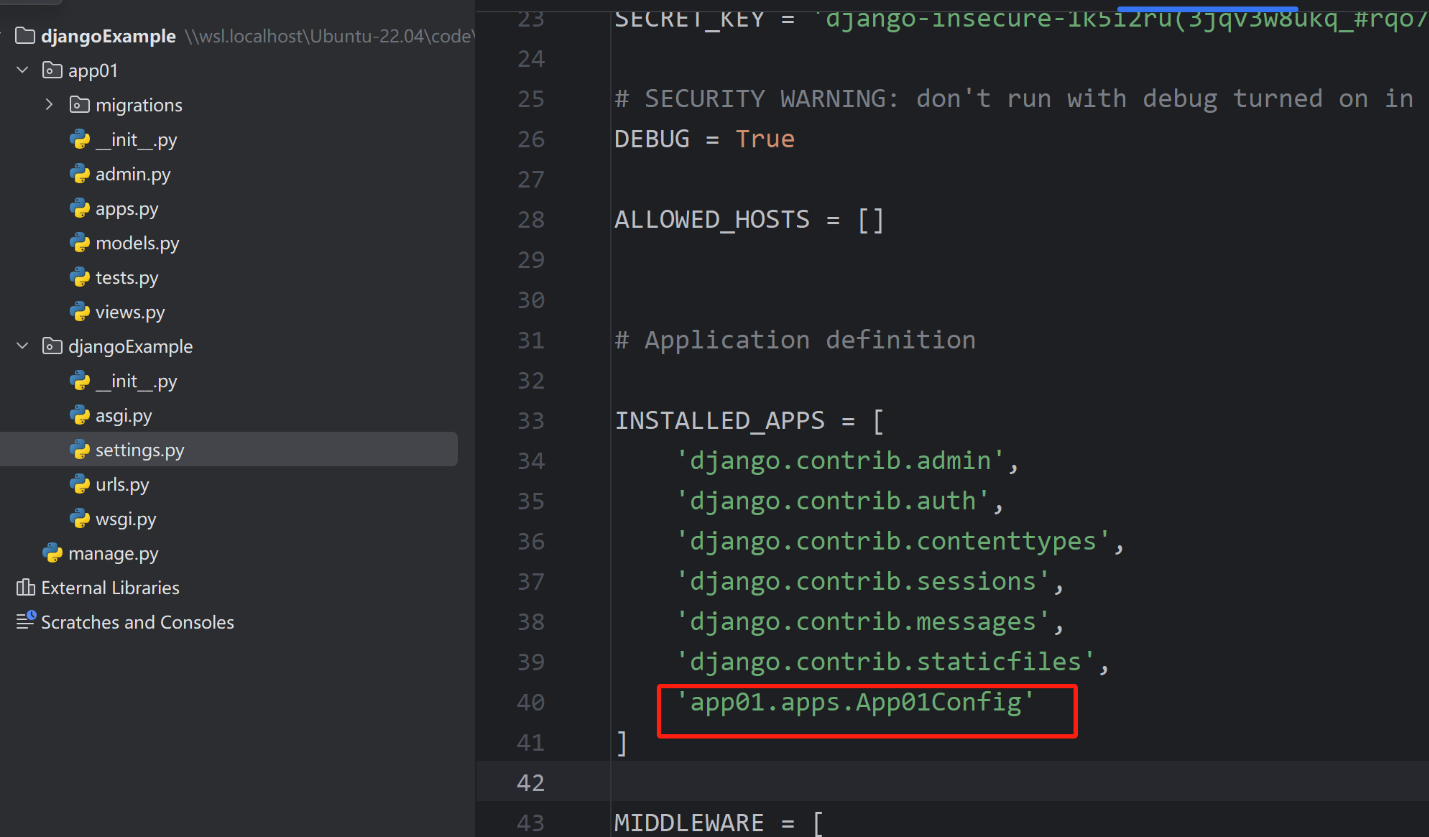 djangoExample \\wsl.localhost\Ubuntu-22.04\code\
app01
migrations
__init__.py
admin.py
apps.py
models.py
tests.py
views.py
djangoExample
__init__.py
asgi.py
settings.py
urls.py
wsgi.py
manage.py
External Libraries
Scratches and Consoles
23 SECRET_KEY = 'django-insecure-
24
25 # SECURITY WARNING: don't run with debug turned on in
26 DEBUG = True
27
28 ALLOWED_HOSTS = []
29
30
31 # Application definition
32
33 INSTALLED_APPS = [
34 'django.contrib.admin',
35 'django.contrib.auth',
36 'django.contrib.contenttypes',
37 'django.contrib.sessions',
38 'django.contrib.messages',
39 'django.contrib.staticfiles',
40 'app01.apps.App01Config'
41 ]
42
43 MIDDLEWARE = [